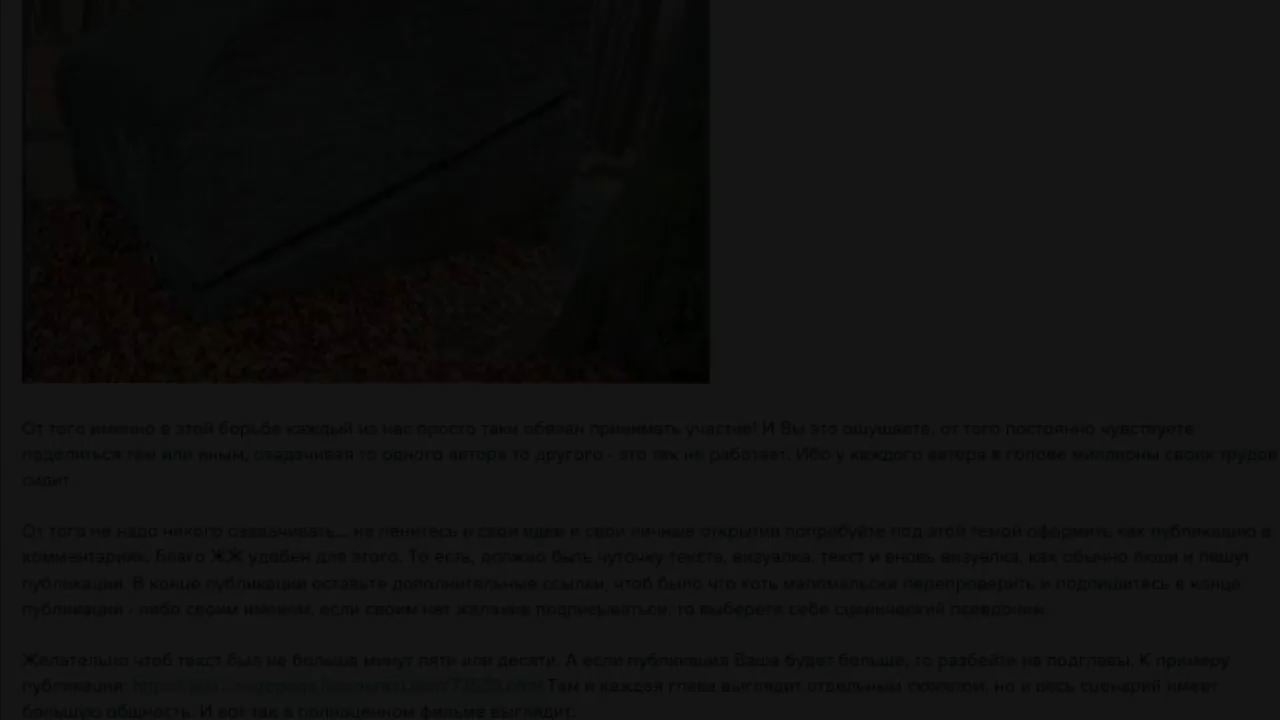 От того именно в этой борьбе каждый из нас просто таки обязан принимать участие! И Вы это ощущаете, от того постоянно чувствуете
поделиться тем или иным, озадачивая то одного автора то другого - это так не работает. Ибо у каждого автора в голове миллионы своих трудов
сидит
От того не надо никого озадачивать... не ленитесь и свои идеи и свои личные открытия попробуйте под этой темой оформить как публикацию в
комментариях. Благо ЖЖ удобен для этого. То есть, должно быть чуточку текста, визуалка, текст и вновь визуалка, как обычно люди и пишут
публикации. В конце публикации оставьте дополнительные ссылки, чтоб было что хоть маломальски перепроверить и подпишитесь в конце
публикации - либо своим именем, если своим нет желания подписываться, то выберете себе сценический псевдоним
Желательно чтоб текст был не больше минут пяти или десяти. А если публикация Ваша будет больше, то разбейте на подглавы. К примеру
публикация: Там и каждая глава выглядит отдельным сюжетом, но и весь сценарий имеет
большую общность. И вот так в полноценном фильме выглядит: